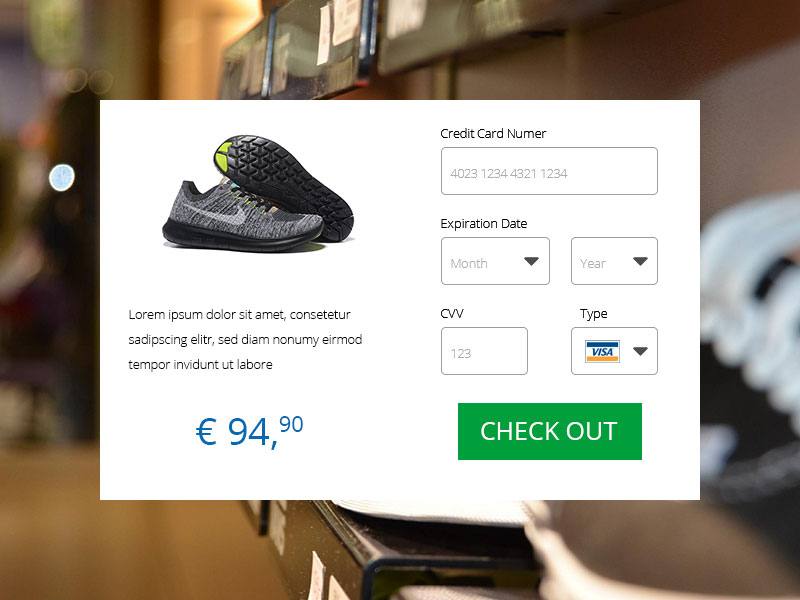 Lorem ipsum dolor sit amet, consetetur
sadipscing elitr, sed diam nonumy eirmod
tempor invidunt ut labore
€ 94,90
Credit Card Numer
4023 1234 4321 1234
Expiration Date
Month
Year
CVV
Type
123
VISA
CHECK OUT